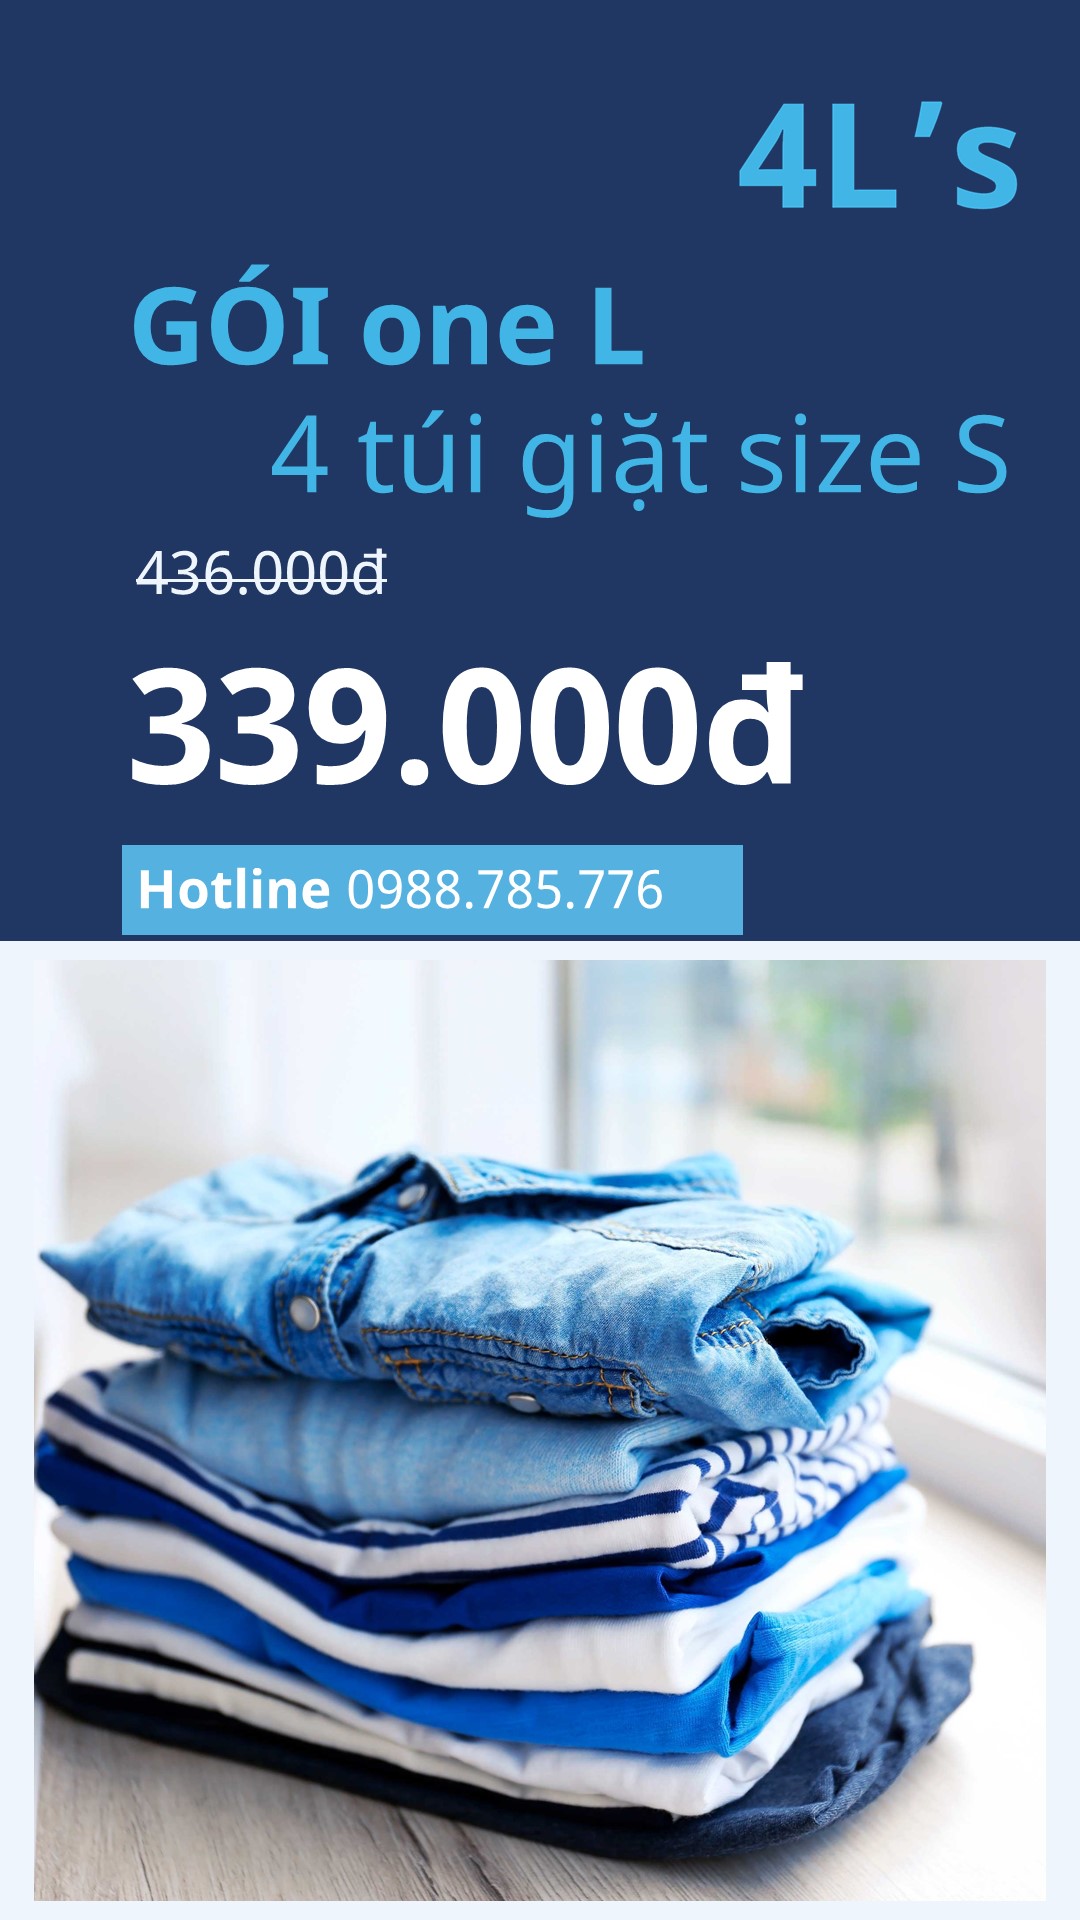 4L’s
GÓI one L
4 túi giặt size S
436.000đ
339.000đ
Hotline 0988.785.776